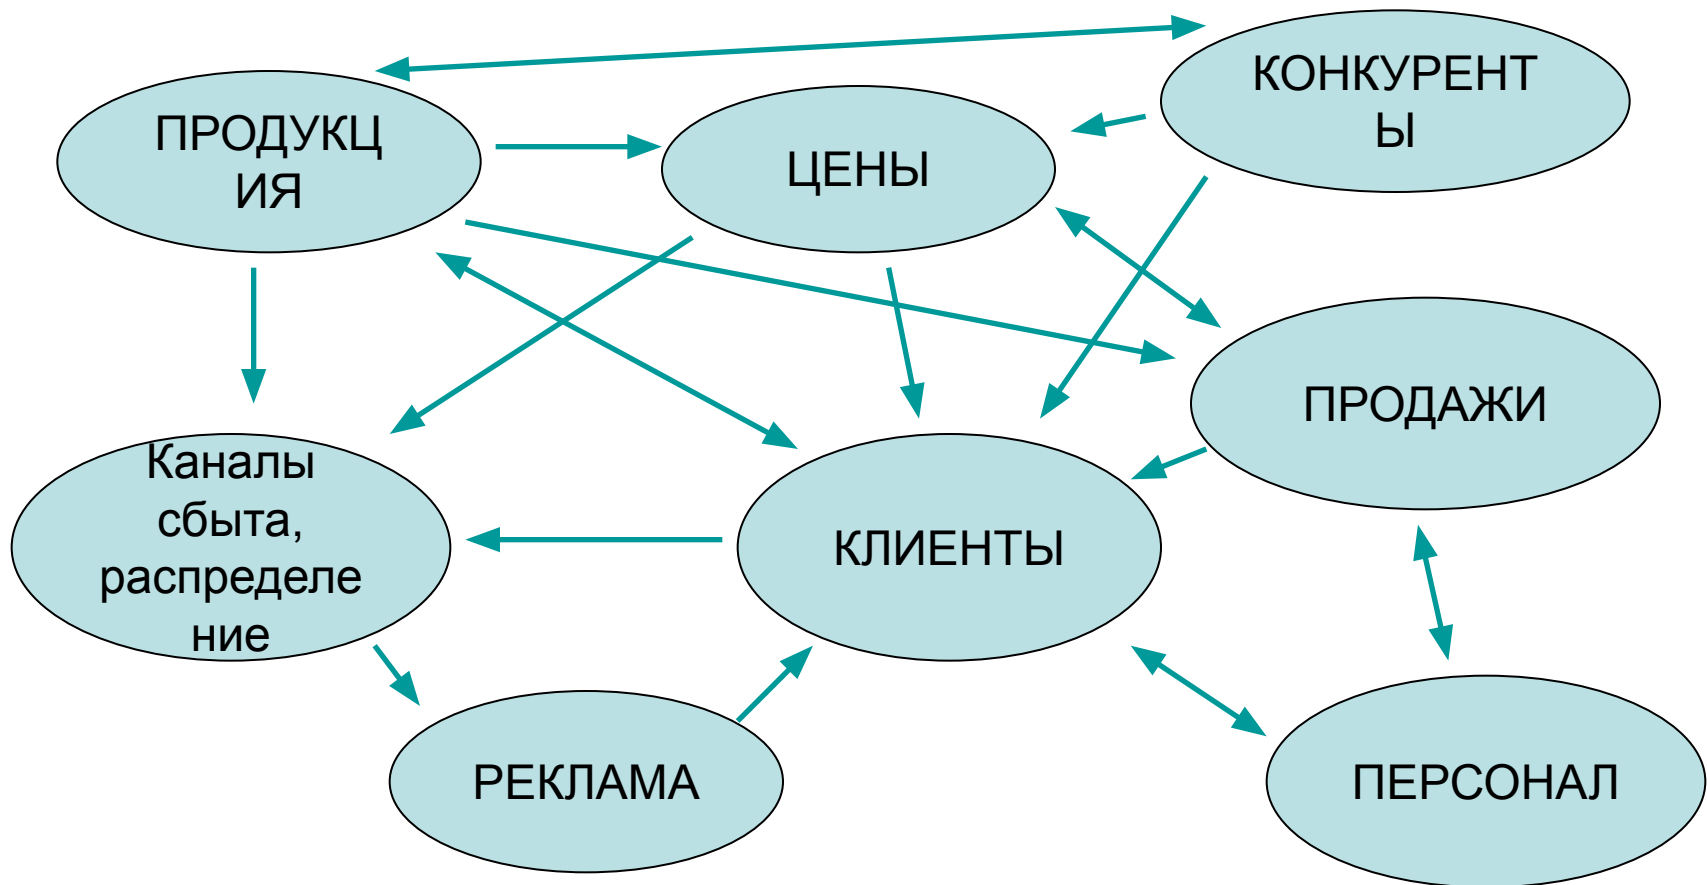 ПРОДУКЦ
ИЯ
ЦЕНЫ
КОНКУРЕНТ
Ы
ПРОДАЖИ
Каналы
сбыта,
распределе
ние
КЛИЕНТЫ
РЕКЛАМА
ПЕРСОНАЛ